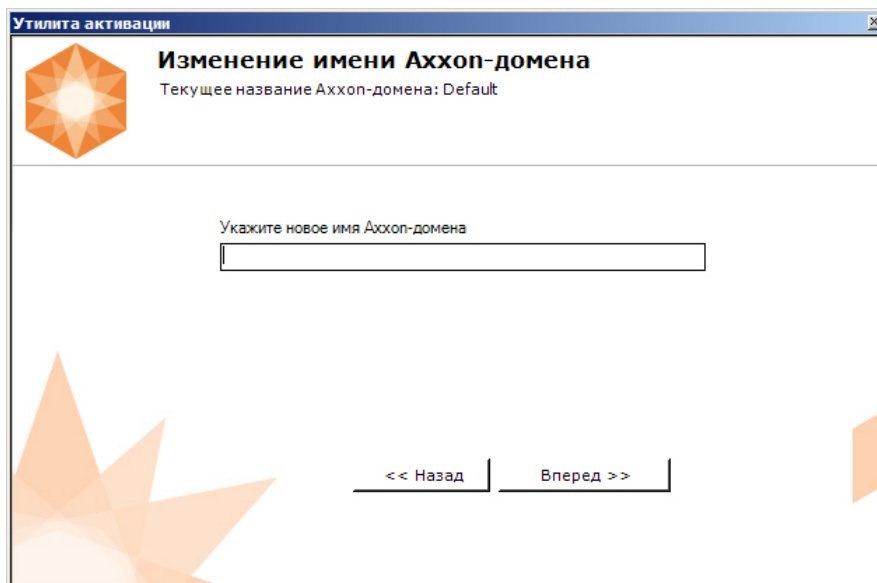 Утилита активации
Изменение имени Axxon-домена
Текущее название Axxon-домена: Default
Укажите новое имя Axxon-домена
<< Назад
Вперед >>